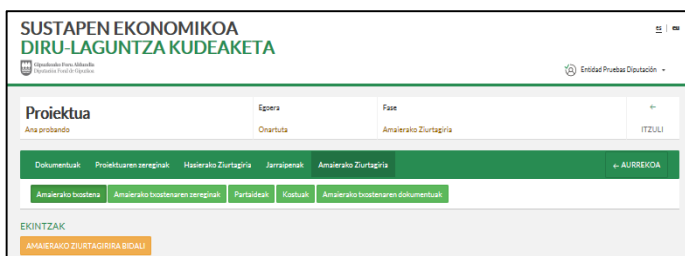 SUSTAPEN EKONOMIKOA
DIRU-LAGUNTZA KUDEAKETA
es | eu
Gipuzkoako Foru Aldundia
Diputación Foral de Gipuzkoa
Entidad Pruebas Diputación
Proiektua
Ana probando
Egoera
Onartuta
Fase
Amaierako Ziurtagiria
←
ITZULI
Dokumentuak Proiektuaren zereginak Hasierako Ziurtagiria Jarraipenak Amaierako Ziurtagiria ← AURREKOA
Amaierako txostena Amaierako txostenaren zereginak Partaideak Kostuak Amaierako txostenaren dokumentuak
EKINTZAK
AMAIERAKO ZIURTAGIRIRA BIDALI